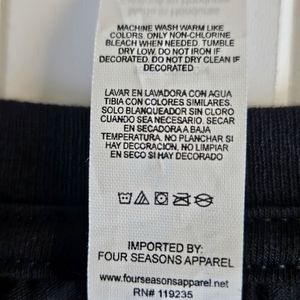 MACHINE WASH WARM LIKE
COLORS, ONLY NON-CHLORINE
BLEACH WHEN NEEDED. TUMBLE
DRY LOW. DO NOT IRON IF
DECORATED. DO NOT DRY CLEAN IF
DECORATED
LAVAR EN LAVADORA CON AGUA
TIBIA CON COLORES SIMILARES.
SOLO BLANQUEADOR SIN CLORO
CUANDO SEA NECESARIO. SECAR
EN SECADORA A BAJA
TEMPERATURA. NO PLANCHAR SI
HAY DECORADO, NO LIMPIAR
EN SECO SI HAY DECORADO
IMPORTED BY:
FOUR SEASONS APPAREL
www.fourseasonsapparel.net
RN# 119235